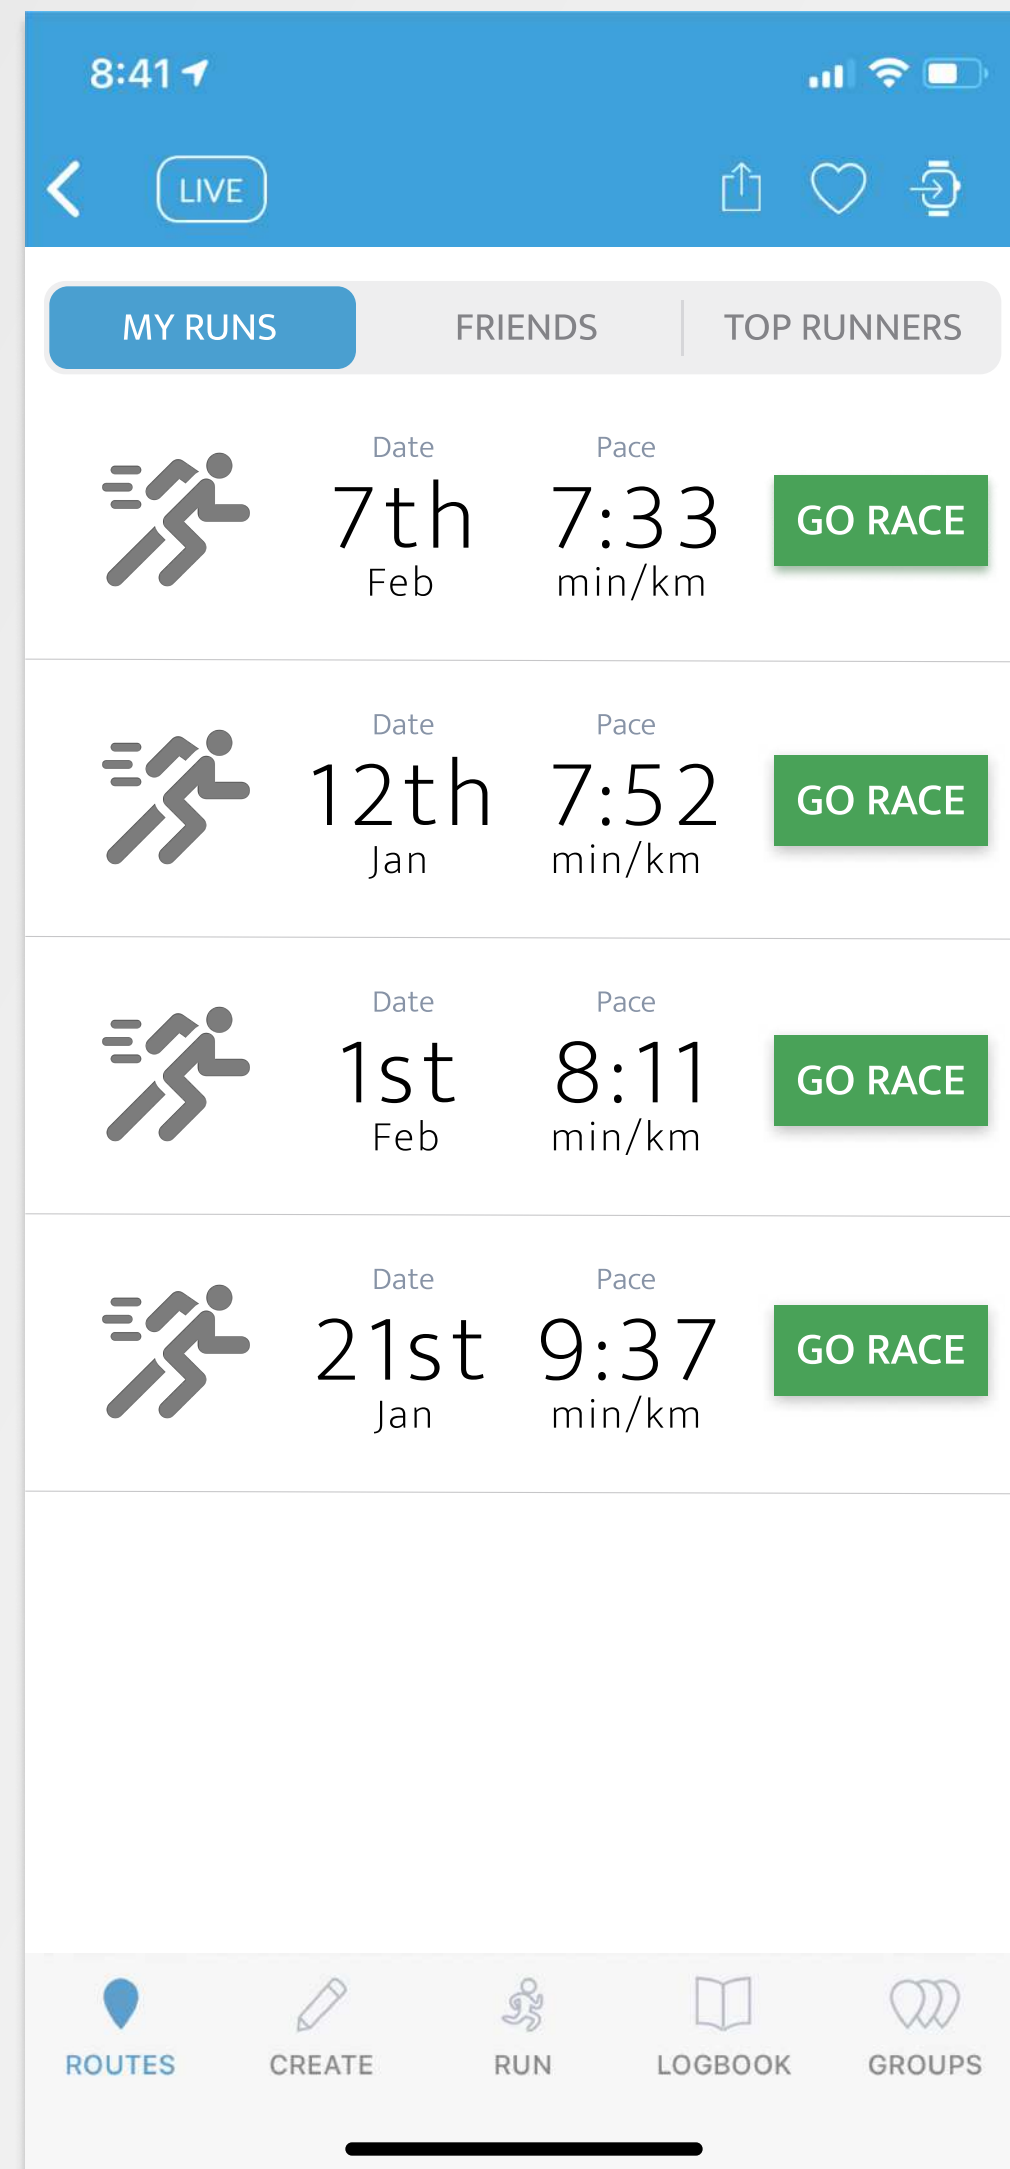 8:41
LIVE
MY RUNS FRIENDS TOP RUNNERS
Date Pace
7th 7:33 GO RACE
Feb min/km
Date Pace
12th 7:52 GO RACE
Jan min/km
Date Pace
1st 8:11 GO RACE
Feb min/km
Date Pace
21st 9:37 GO RACE
Jan min/km
ROUTES CREATE RUN LOGBOOK GROUPS